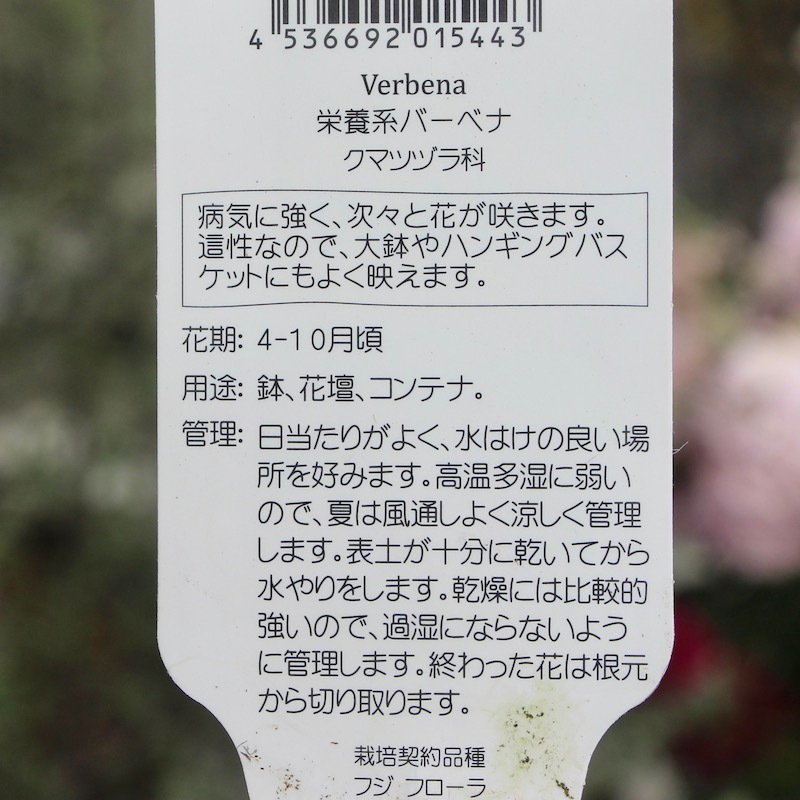 4 536692 015443
Verbena
栄養系バーベナ
クマツヅラ科
病気に強く、次々と花が咲きます。
這性なので、大鉢やハンギングバス
ケットにもよく映えます。
花期: 4-10月頃
用途: 鉢、花壇、コンテナ。
管理: 日当たりがよく、水はけの良い場
所を好みます。高温多湿に弱い
ので、夏は風通しよく涼しく管理
します。表土が十分に乾いてから
水やりをします。乾燥には比較的
強いので、過湿にならないよう
に管理します。終わった花は根元
から切り取ります。
栽培契約品種
フジ フローラ